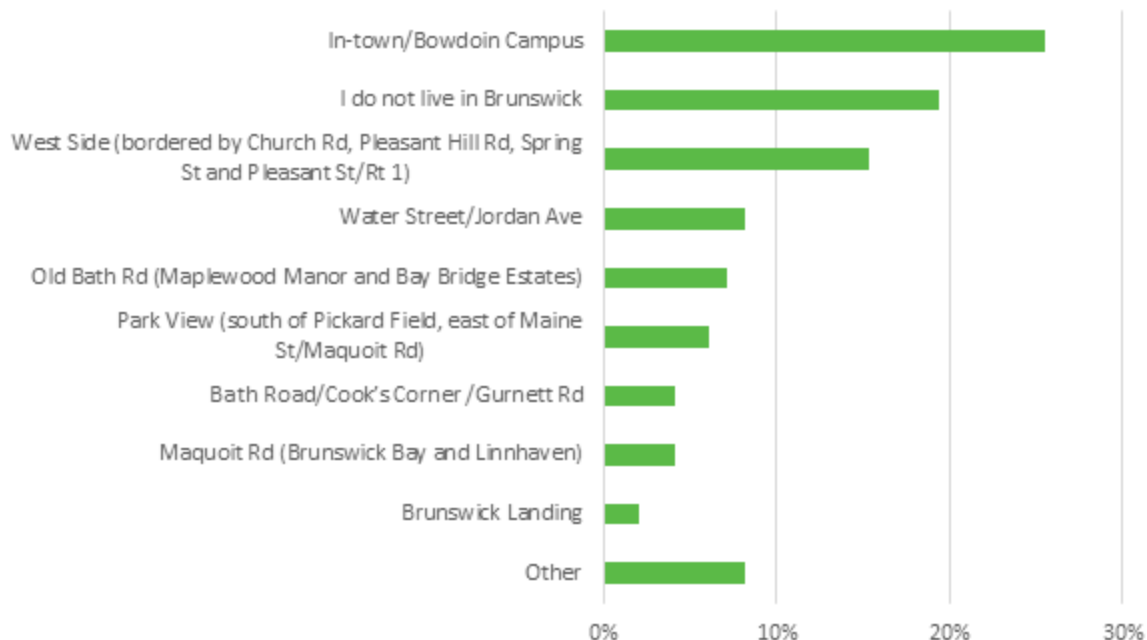 In-town/Bowdoin Campus
I do not live in Brunswick
West Side (bordered by Church Rd, Pleasant Hill Rd, Spring
St and Pleasant St/Rt 1)
Water Street/Jordan Ave
Old Bath Rd (Maplewood Manor and Bay Bridge Estates)
Park View (south of Pickard Field, east of Maine
St/Maquoit Rd)
Bath Road/Cook’s Corner/Gurnett Rd
Maquoit Rd (Brunswick Bay and Linnhaven)
Brunswick Landing
Other
0% 10% 20% 30%